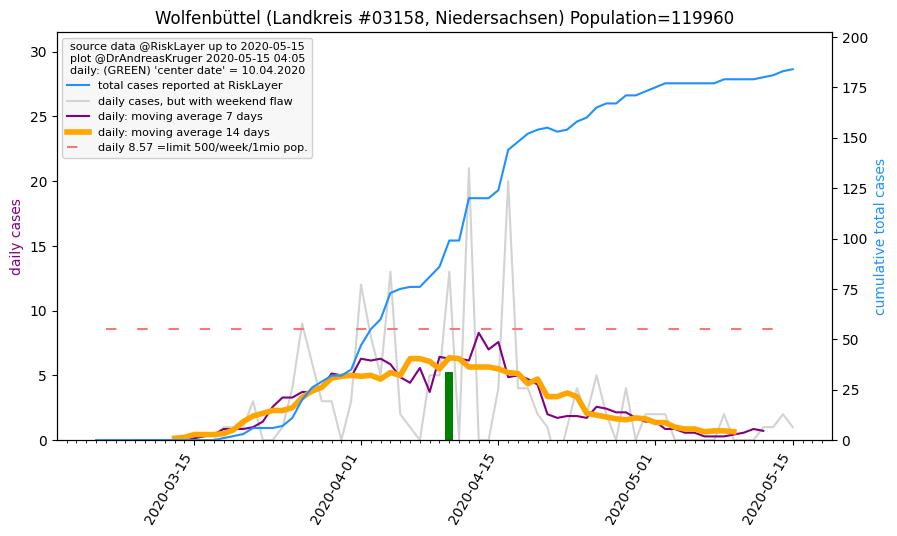 Wolfenbüttel (Landkreis #03158, Niedersachsen) Population=119960
source data @RiskLayer up to 2020-05-15
plot @DrAndreasKruger 2020-05-15 04:05
daily: (GREEN) 'center date' = 10.04.2020
total cases reported at RiskLayer
daily cases, but with weekend flaw
daily: moving average 7 days
daily: moving average 14 days
daily 8.57 =limit 500/week/1mio pop.
daily cases
30
25
20
15
10
5
0
200
175
150
125
100
75
50
25
0
cumulative total cases
2020-03-15
2020-04-01
2020-04-15
2020-05-01
2020-05-15